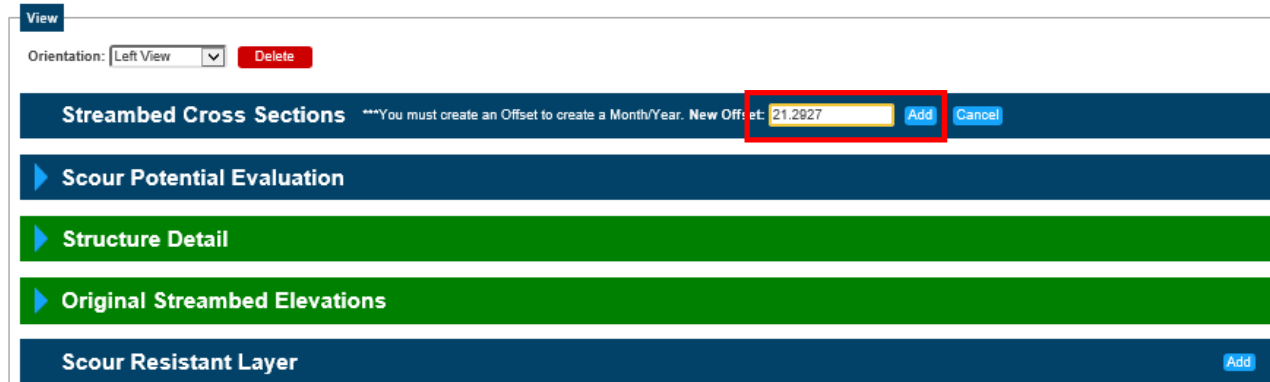 View
Orientation: Left View Delete
Streambed Cross Sections ***You must create an Offset to create a Month/Year. New Offset: 21.2927 Add Cancel
Scour Potential Evaluation
Structure Detail
Original Streambed Elevations
Scour Resistant Layer Add